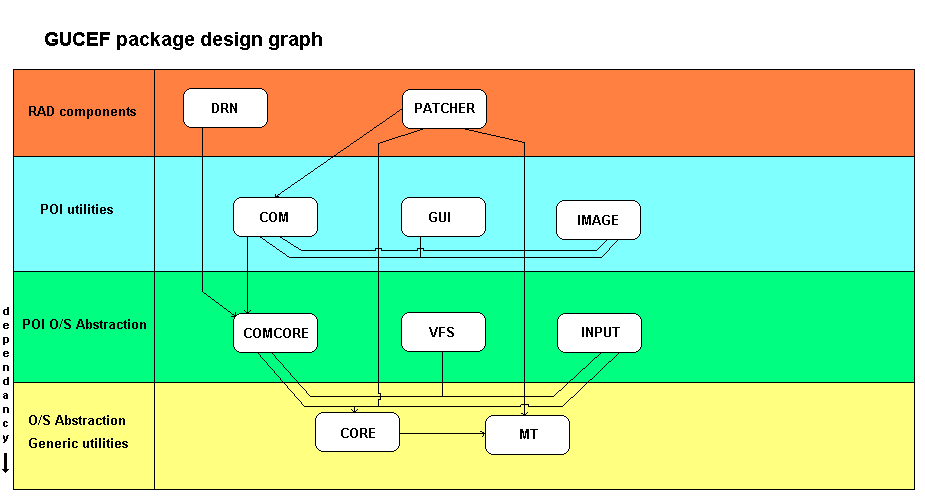 GUCEF package design graph
RAD components
DRN
PATCHER
POI utilities
COM
GUI
IMAGE
dependancy
POI O/S Abstraction
COMCORE
VFS
INPUT
O/S Abstraction
Generic utilities
CORE
MT